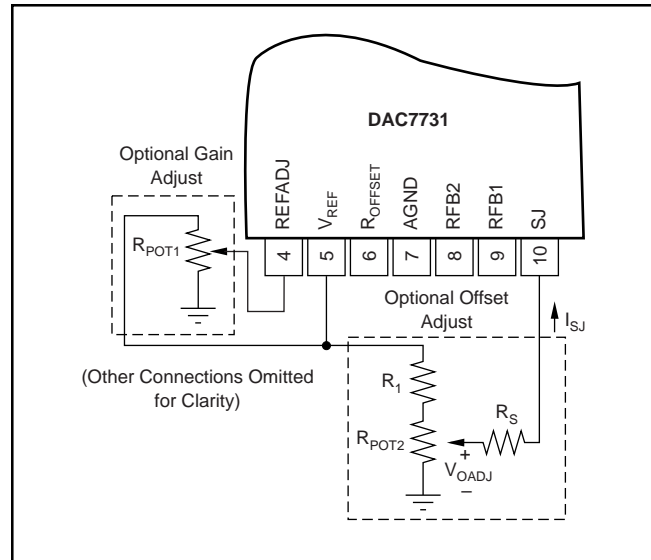 DAC7731
Optional Gain
Adjust
REFADJ
V_REF
R_OFFSET
AGND
RFB2
RFB1
SJ
R_POT1
4
5
6
7
8
9
10
Optional Offset
Adjust
I_SJ
(Other Connections Omitted
for Clarity)
R_1
R_S
R_POT2
+
V_OADJ
–